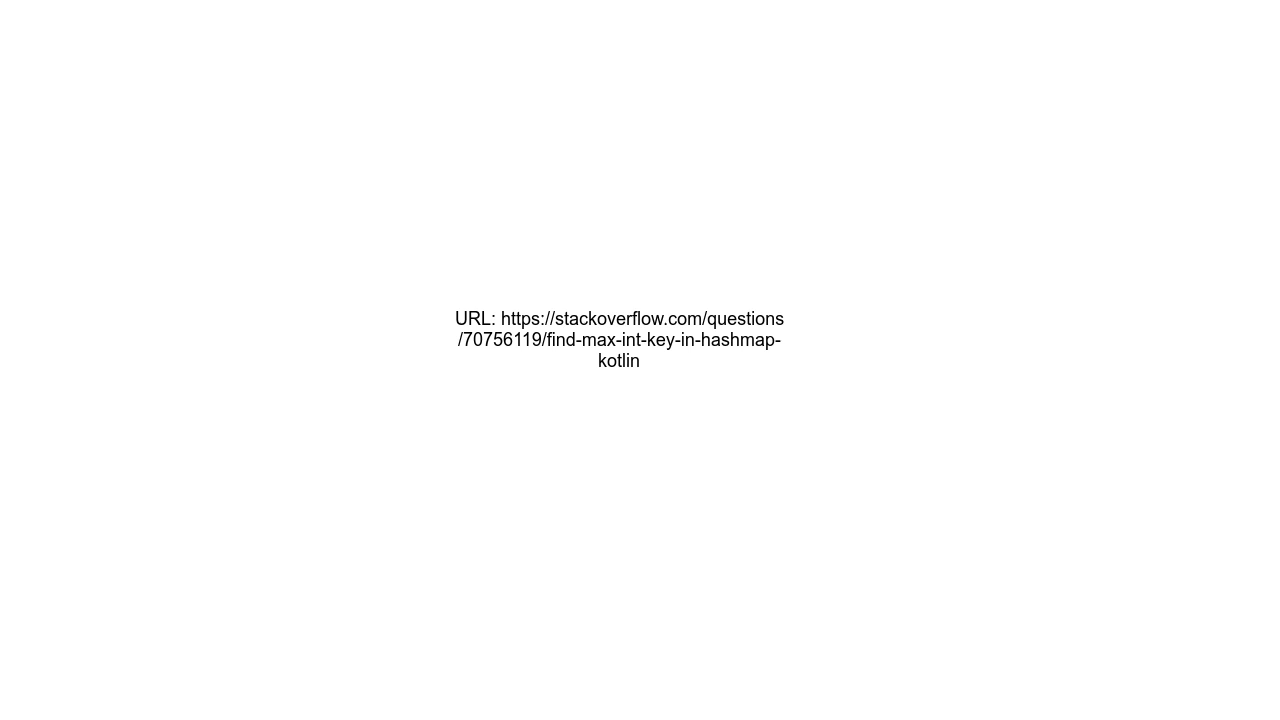 URL: https://stackoverflow.com/questions
/70756119/find-max-int-key-in-hashmap-
kotlin